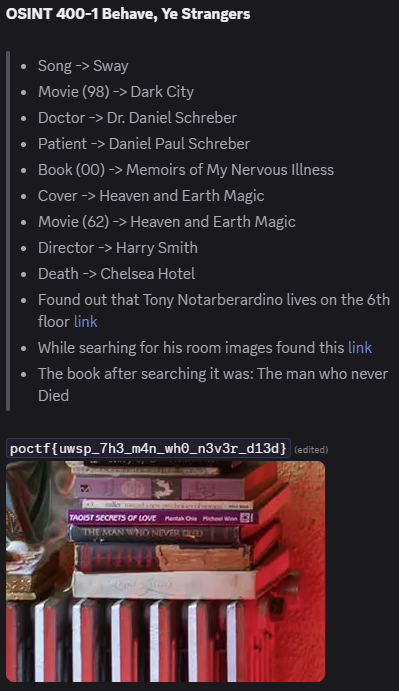 OSINT 400-1 Behave, Ye Strangers
Song -> Sway
Movie (98) -> Dark City
Doctor -> Dr. Daniel Schreber
Patient -> Daniel Paul Schreber
Book (00) -> Memoirs of My Nervous Illness
Cover -> Heaven and Earth Magic
Movie (62) -> Heaven and Earth Magic
Director -> Harry Smith
Death -> Chelsea Hotel
Found out that Tony Notarberardino lives on the 6th
floor link
While searhing for his room images found this link
The book after searching it was: The man who never
Died
poctf{uwsp_7h3_m4n_wh0_n3v3r_d13d} (edited)
TAOIST SECRETS OF LOVE Mantak Chia Michael Winn
THE MAN WHO NEVER DIED